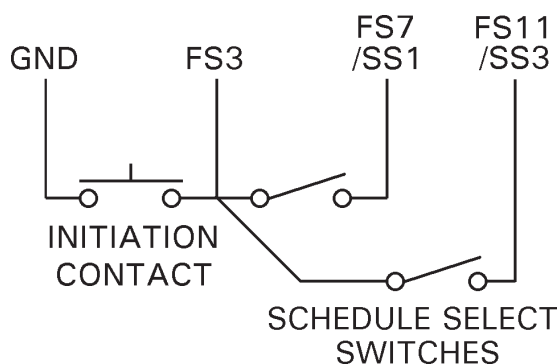 GND
FS3
FS7
/SS1
FS11
/SS3
INITIATION
CONTACT
SCHEDULE SELECT
SWITCHES